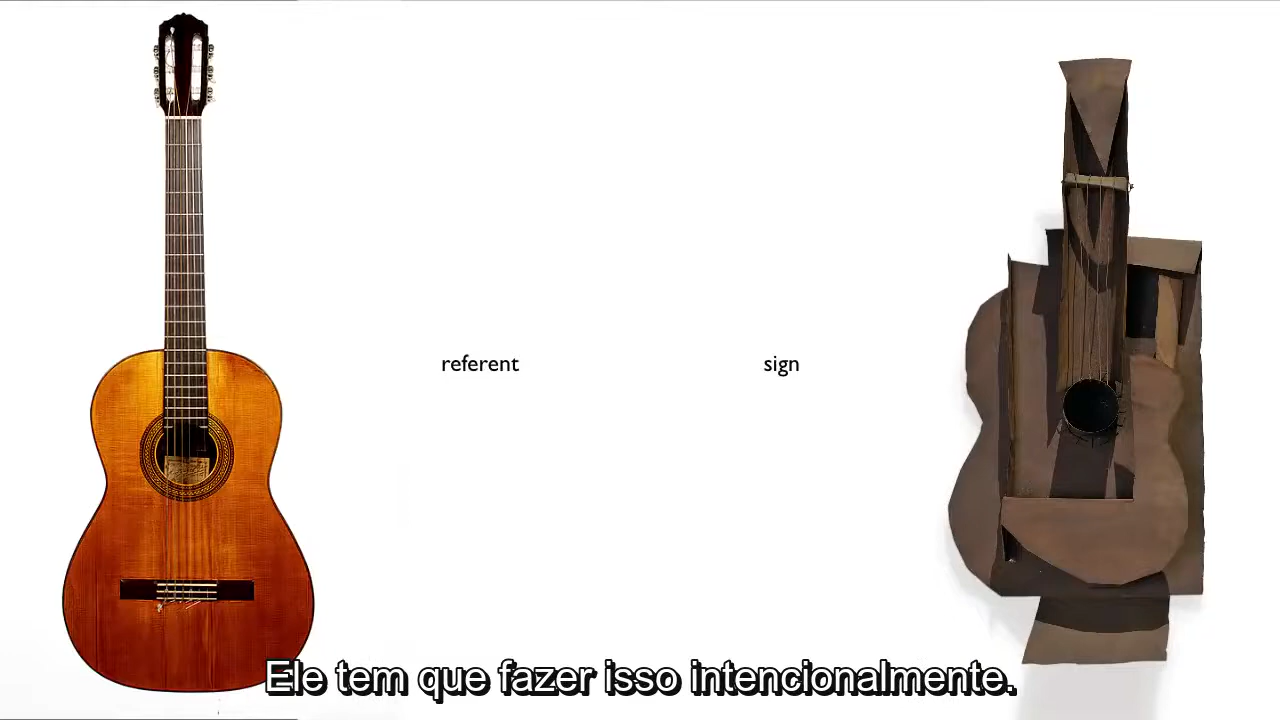 referent
sign
Ele tem que fazer isso intencionalmente.